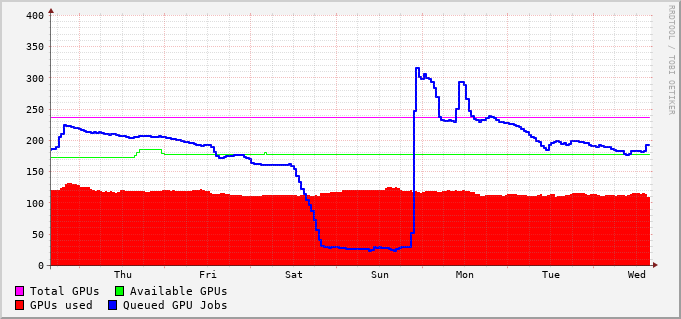 400
350
300
250
200
150
100
50
0
Thu Fri Sat Sun Mon Tue Wed
Total GPUs Available GPUs
GPUs used Queued GPU Jobs
RRDTOOL / TOBI OETIKER